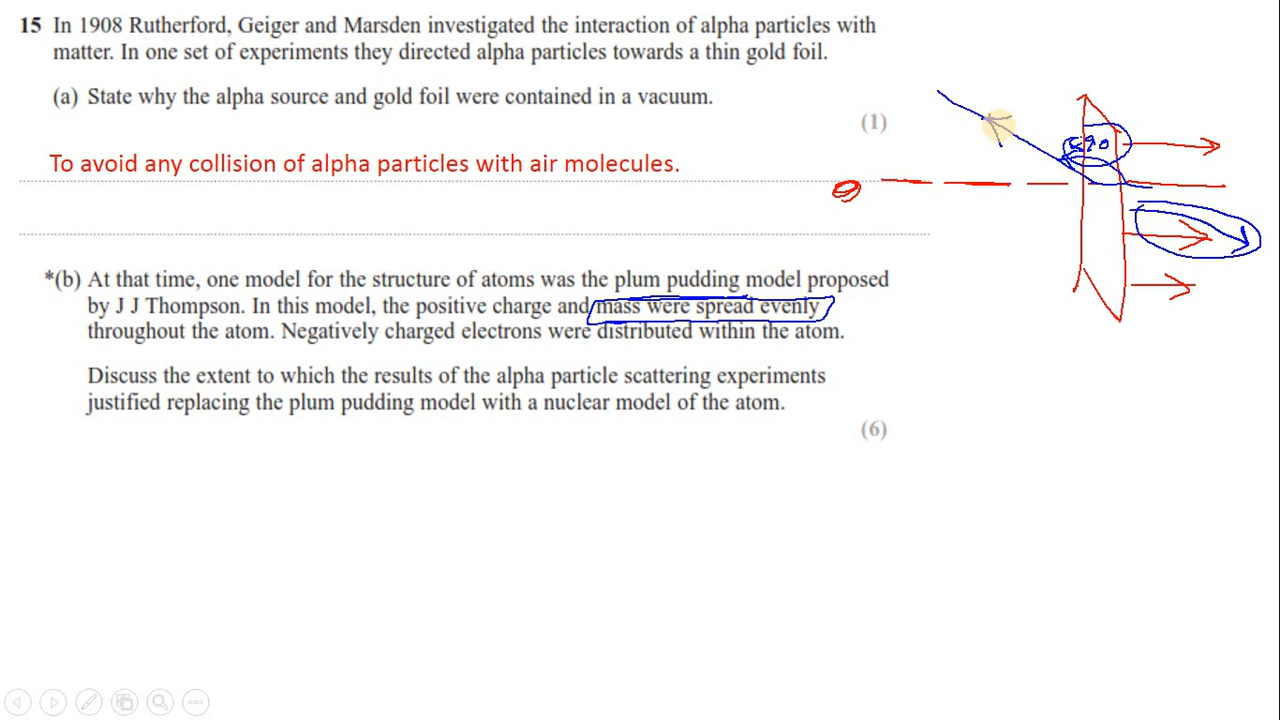 15 In 1908 Rutherford, Geiger and Marsden investigated the interaction of alpha particles with
matter. In one set of experiments they directed alpha particles towards a thin gold foil.
(a) State why the alpha source and gold foil were contained in a vacuum.
(1)
To avoid any collision of alpha particles with air molecules.
*(b) At that time, one model for the structure of atoms was the plum pudding model proposed
by J J Thompson. In this model, the positive charge and mass were spread evenly
throughout the atom. Negatively charged electrons were distributed within the atom.
Discuss the extent to which the results of the alpha particle scattering experiments
justified replacing the plum pudding model with a nuclear model of the atom.
(6)